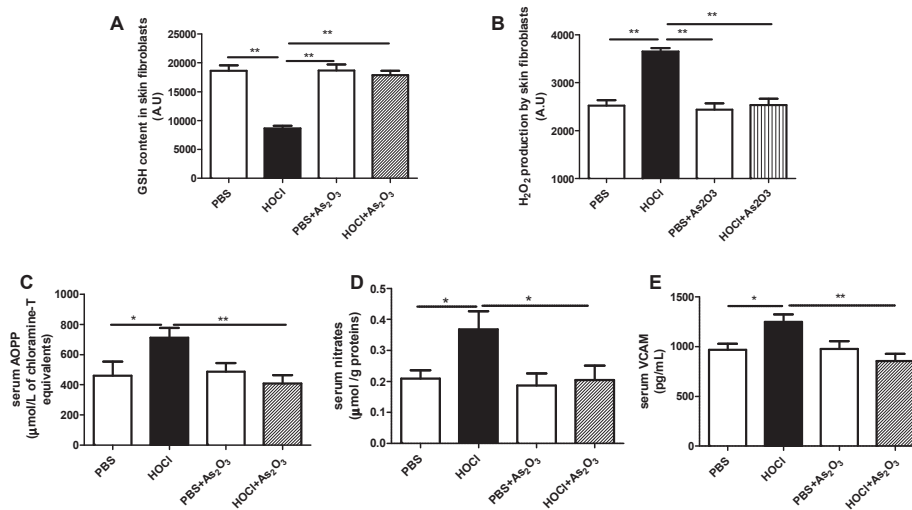 A
GSH content in skin fibroblasts
(A.U)
25000
20000
15000
10000
5000
0
**
**
**
PBS
HOCl
PBS+As₂O₃
HOCl+As₂O₃
B
H₂O₂ production by skin fibroblasts
(A.U)
4000
3000
2000
1000
**
**
**
PBS
HOCl
PBS+As2O3
HOCl+As2O3
C
serum AOPP
(µmol/L of chloramine-T
equivalents)
1000
800
600
400
200
0
*
**
PBS
HOCl
PBS+As₂O₃
HOCl+As₂O₃
D
serum nitrates
(µmol /g proteins)
0.5
0.4
0.3
0.2
0.1
0.0
*
*
PBS
HOCl
PBS+As₂O₃
HOCl+As₂O₃
E
serum VCAM
(pg/mL)
1500
1000
500
0
*
**
PBS
HOCl
PBS+As₂O₃
HOCl+As₂O₃